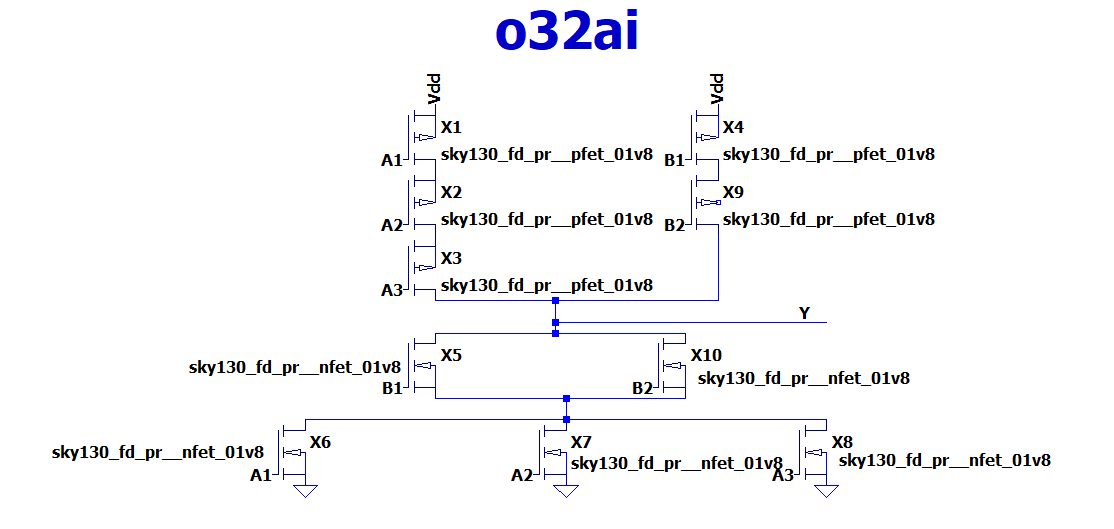 o32ai
Vdd Vdd
X1 X4
A1 sky130_fd_pr__pfet_01v8 B1 sky130_fd_pr__pfet_01v8
X2 X9
A2 sky130_fd_pr__pfet_01v8 B2 sky130_fd_pr__pfet_01v8
X3
A3 sky130_fd_pr__pfet_01v8
Y
X5 X10
sky130_fd_pr__nfet_01v8 sky130_fd_pr__nfet_01v8
B1 B2
X6 X7 X8
sky130_fd_pr__nfet_01v8 sky130_fd_pr__nfet_01v8 sky130_fd_pr__nfet_01v8
A1 A2 A3